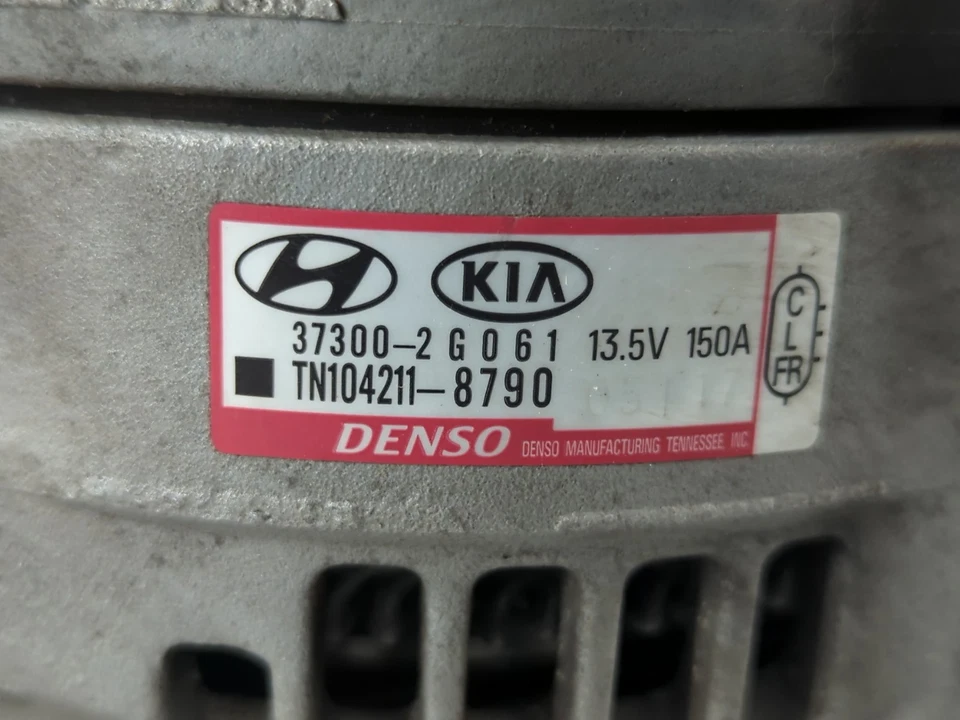 KIA
37300-2G061 13.5V 150A
TN104211-8790
DENSO DENSO MANUFACTURING TENNESSEE, INC.
C
L
FR